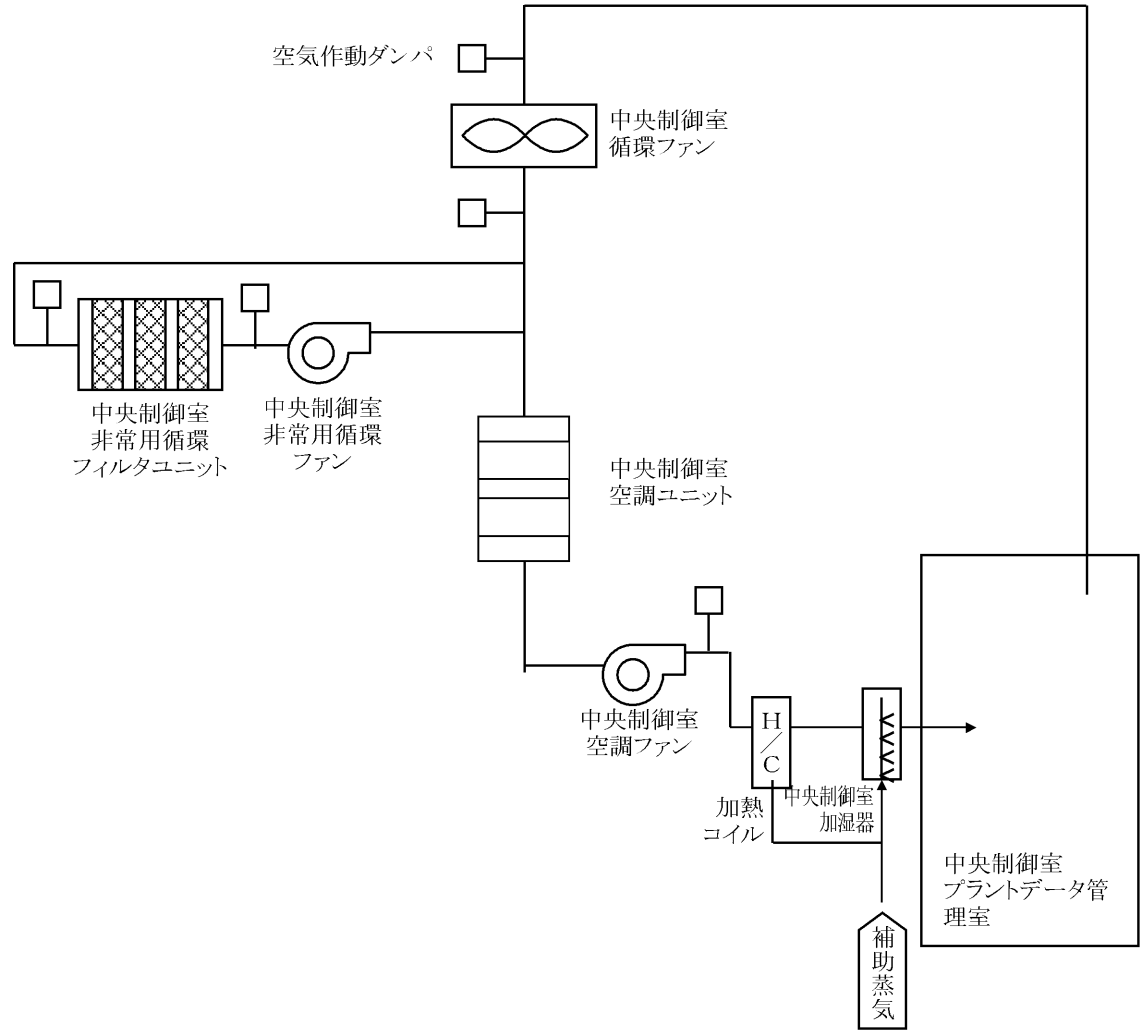 空気作動ダンパ
中央制御室
循環ファン
中央制御室
非常用循環
フィルタユニット
中央制御室
非常用循環
ファン
中央制御室
空調ユニット
中央制御室
空調ファン
H/C
加熱
コイル
中央制御室
加湿器
中央制御室
プラントデータ管
理室
補助蒸気